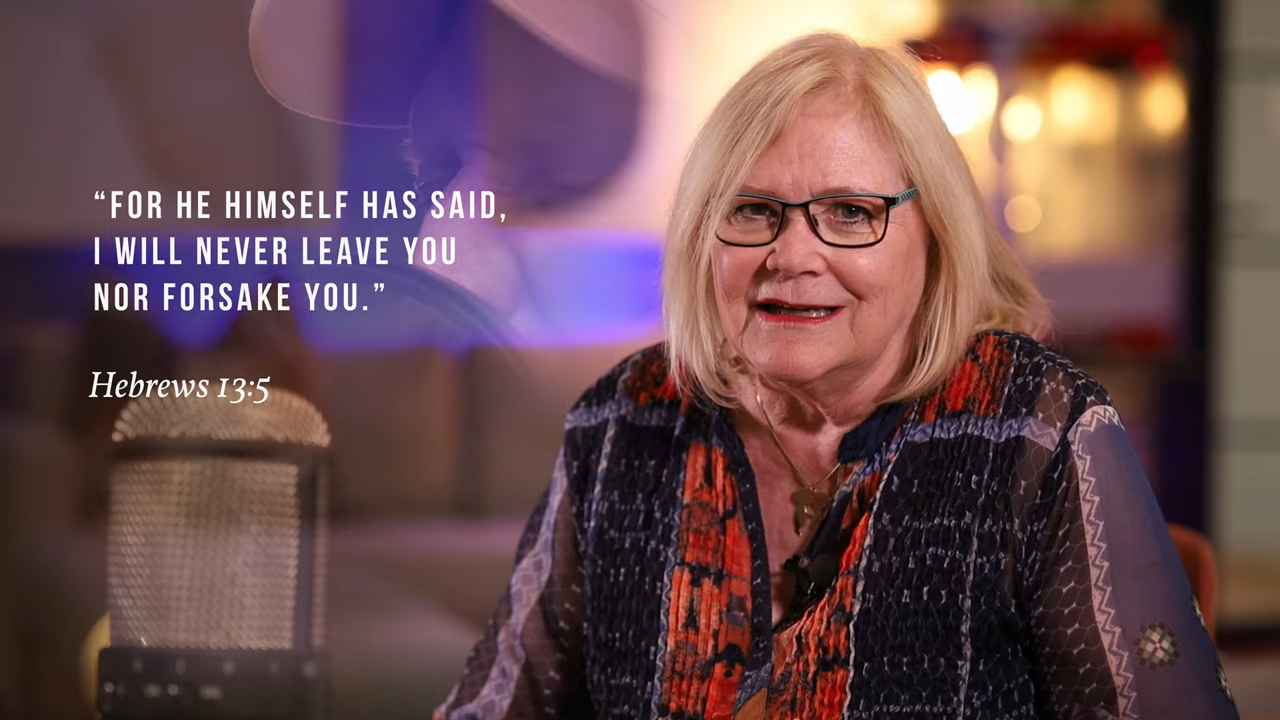 “FOR HE HIMSELF HAS SAID,
I WILL NEVER LEAVE YOU
NOR FORSAKE YOU.”
Hebrews 13:5